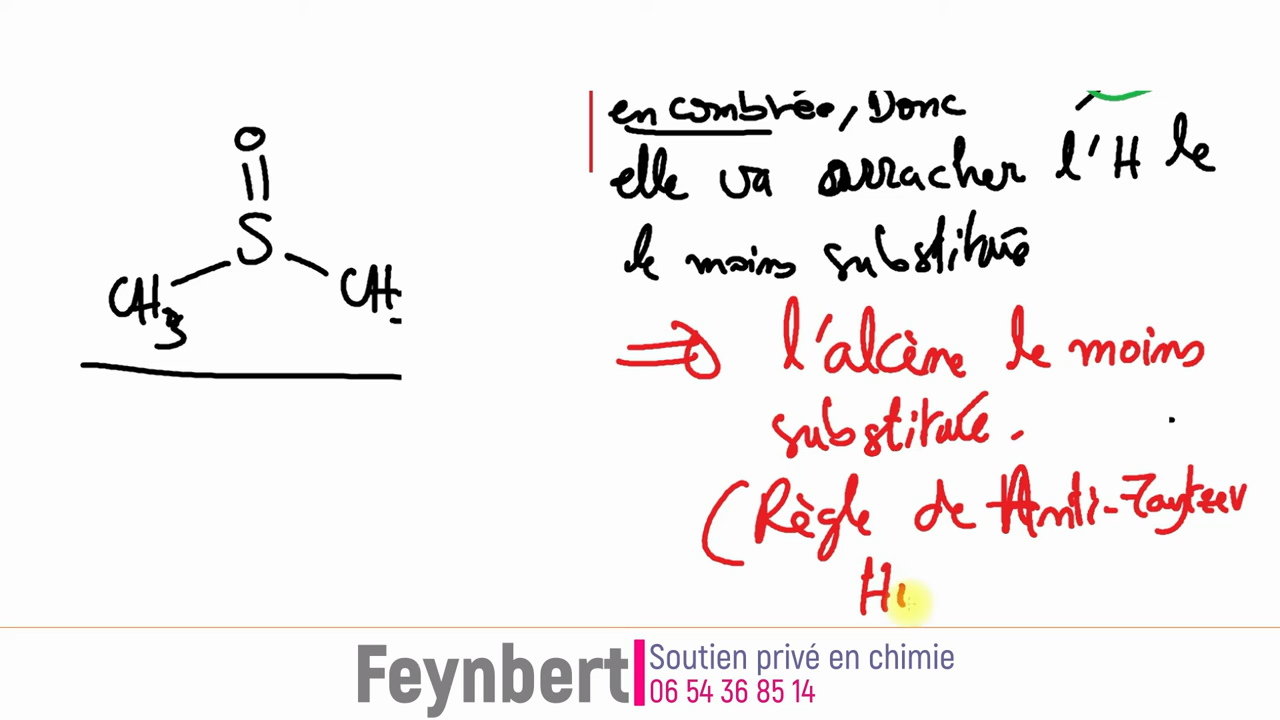 O
S
CH3
CH
encombrée, Donc
elle va arracher l'H le
le moins substitué
⇒ l'alcène le moins
substitué.
(Règle de Anti-Zaytzev
H
Feynbert
Soutien privé en chimie
06 54 36 85 14